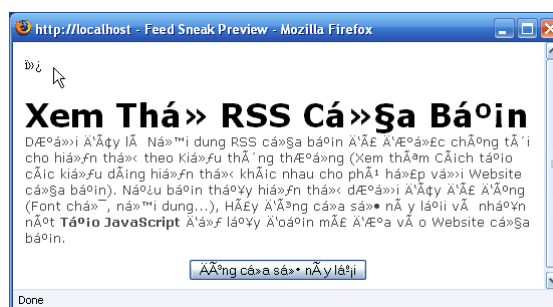 http://localhost - Feed Sneak Preview - Mozilla Firefox
ï»¿
Xem Thá»­ RSS Cá»§a Báº¡n
DÆ°á»›i Ä'Ã¢y lÃ  Ná»™i dung RSS cá»§a báº¡n Ä'Ã£ Ä'Æ°á»£c chÃºng tÃ´i
cho hiá»ƒn thá»‹ theo Kiá»ƒu thÃ´ng thÆ°á»ng (Xem thÃªm CÃ¡ch táº¡o
cÃ¡c kiá»ƒu dÃ¡ng hiá»ƒn thá»‹ khÃ¡c nhau cho phÃ¹ há»£p vá»›i Website
cá»§a báº¡n). Náº¿u báº¡n tháº¥y hiá»ƒn thá»‹ dÆ°á»›i Ä'Ã¢y Ä'Ã£ Ä'Ãºng
(Font chá»¯, ná»™i dung...), HÃ£y Ä'Ã³ng cá»­a sá»• nÃ y láº¡i vÃ  nháº¥n
nÃºt Táº¡o JavaScript Ä'á»ƒ láº¥y Ä'oáº¡n mÃ£ Ä'Æ°a vÃ o Website cá»§a
báº¡n.
ÄÃ³ng cá»­a sá»• nÃ y láº¡i
Done